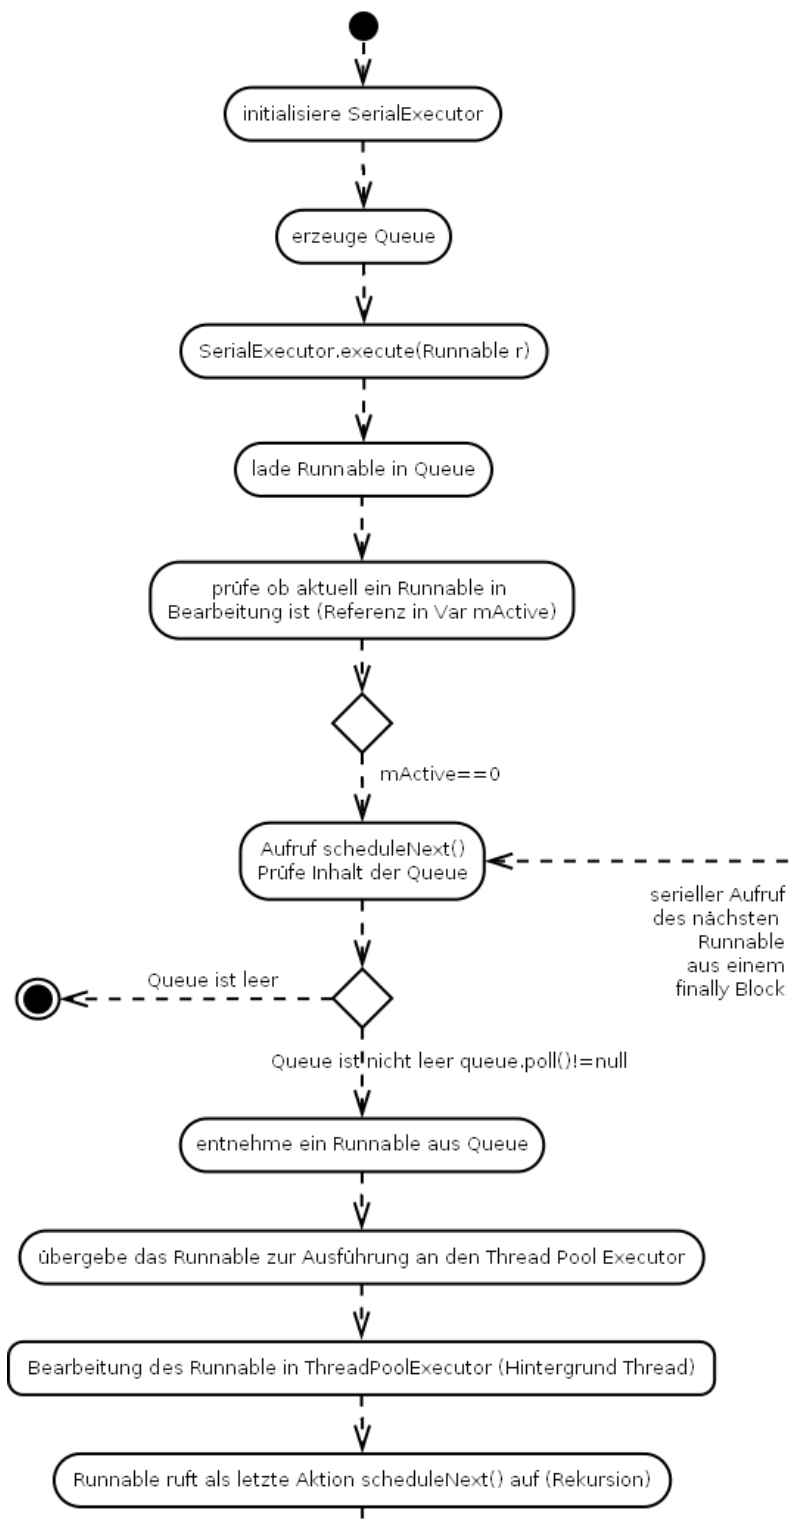 initialisiere SerialExecutor
erzeuge Queue
SerialExecutor.execute(Runnable r)
lade Runnable in Queue
prüfe ob aktuell ein Runnable in
Bearbeitung ist (Referenz in Var mActive)
mActive==0
Aufruf scheduleNext()
Prüfe Inhalt der Queue
serieller Aufruf
des nächsten
Runnable
aus einem
finally Block
Queue ist leer
Queue ist nicht leer queue.poll()!=null
entnehme ein Runnable aus Queue
übergebe das Runnable zur Ausführung an den Thread Pool Executor
Bearbeitung des Runnable in ThreadPoolExecutor (Hintergrund Thread)
Runnable ruft als letzte Aktion scheduleNext() auf (Rekursion)